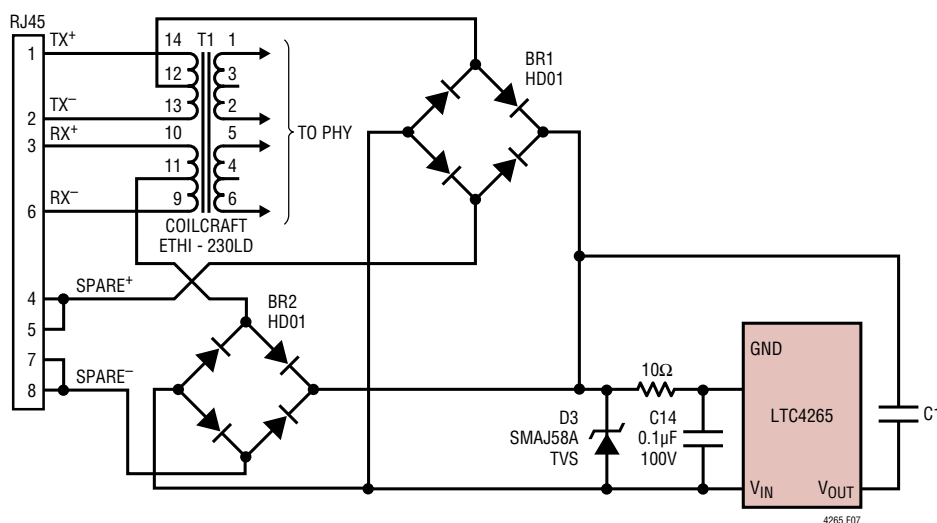 RJ45
1
TX+
2
TX−
3
RX+
6
RX−
4
SPARE+
5
7
8
SPARE−
14
T1
1
12
3
13
2
10
5
11
4
9
6
COILCRAFT
ETHI - 230LD
TO PHY
BR1
HD01
BR2
HD01
10Ω
D3
SMAJ58A
TVS
C14
0.1µF
100V
GND
LTC4265
VIN
VOUT
C1
4265 F07